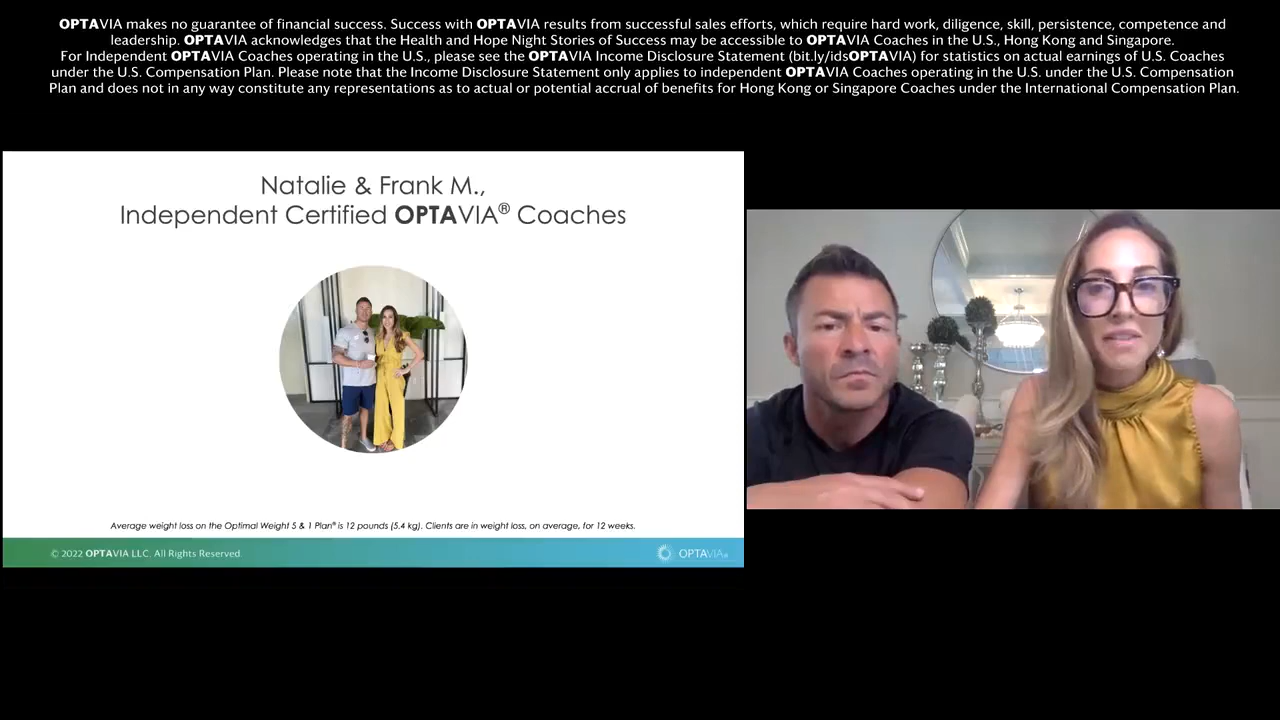 OPTAVIA makes no guarantee of financial success. Success with OPTAVIA results from successful sales efforts, which require hard work, diligence, skill, persistence, competence and
leadership. OPTAVIA acknowledges that the Health and Hope Night Stories of Success may be accessible to OPTAVIA Coaches in the U.S., Hong Kong and Singapore.
For Independent OPTAVIA Coaches operating in the U.S., please see the OPTAVIA Income Disclosure Statement (bit.ly/idsOPTAVIA) for statistics on actual earnings of U.S. Coaches
under the U.S. Compensation Plan. Please note that the Income Disclosure Statement only applies to independent OPTAVIA Coaches operating in the U.S. under the U.S. Compensation
Plan and does not in any way constitute any representations as to actual or potential accrual of benefits for Hong Kong or Singapore Coaches under the International Compensation Plan.
Natalie & Frank M.,
Independent Certified OPTAVIA® Coaches
Average weight loss on the Optimal Weight 5 & 1 Plan® is 12 pounds (5.4 kg). Clients are in weight loss, on average, for 12 weeks.
© 2022 OPTAVIA LLC. All Rights Reserved.
OPTAVIA®